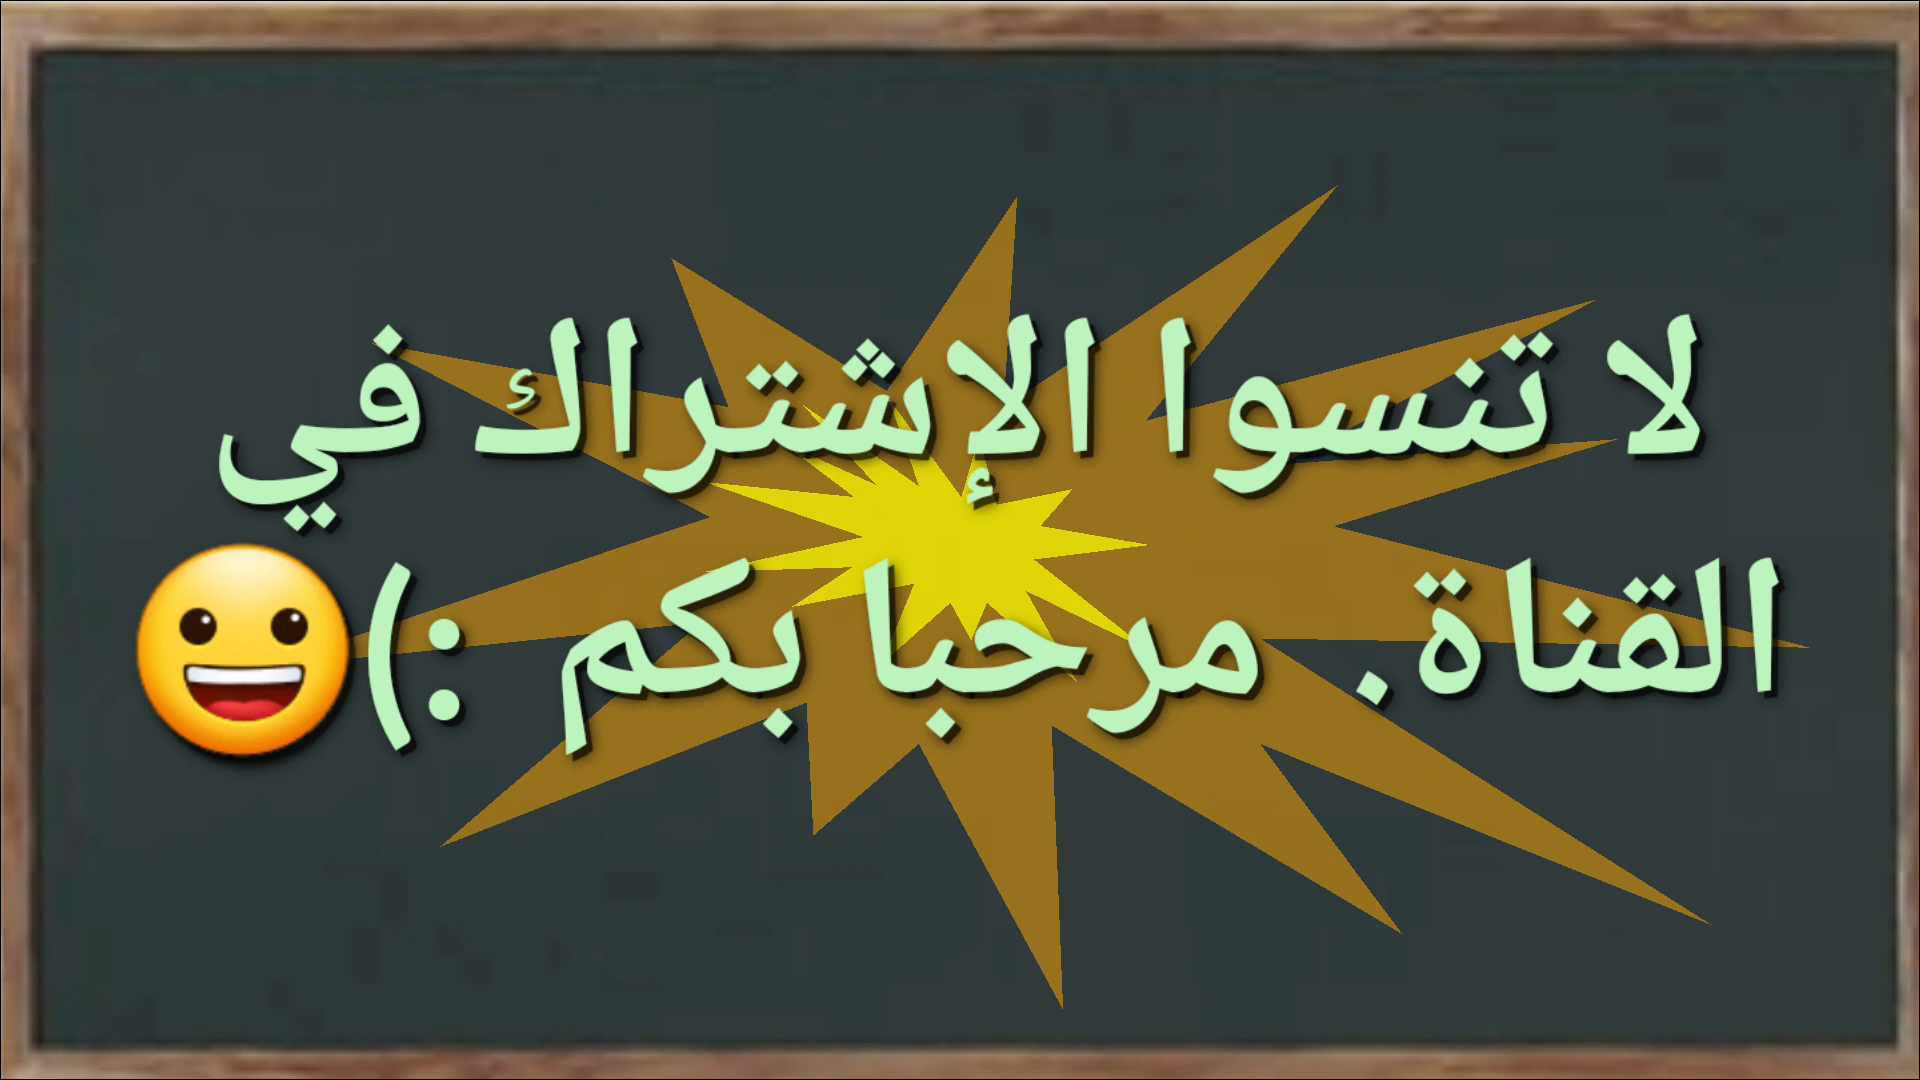 لا تنسوا الإشتراك في
القناة. مرحبا بكم :)😀